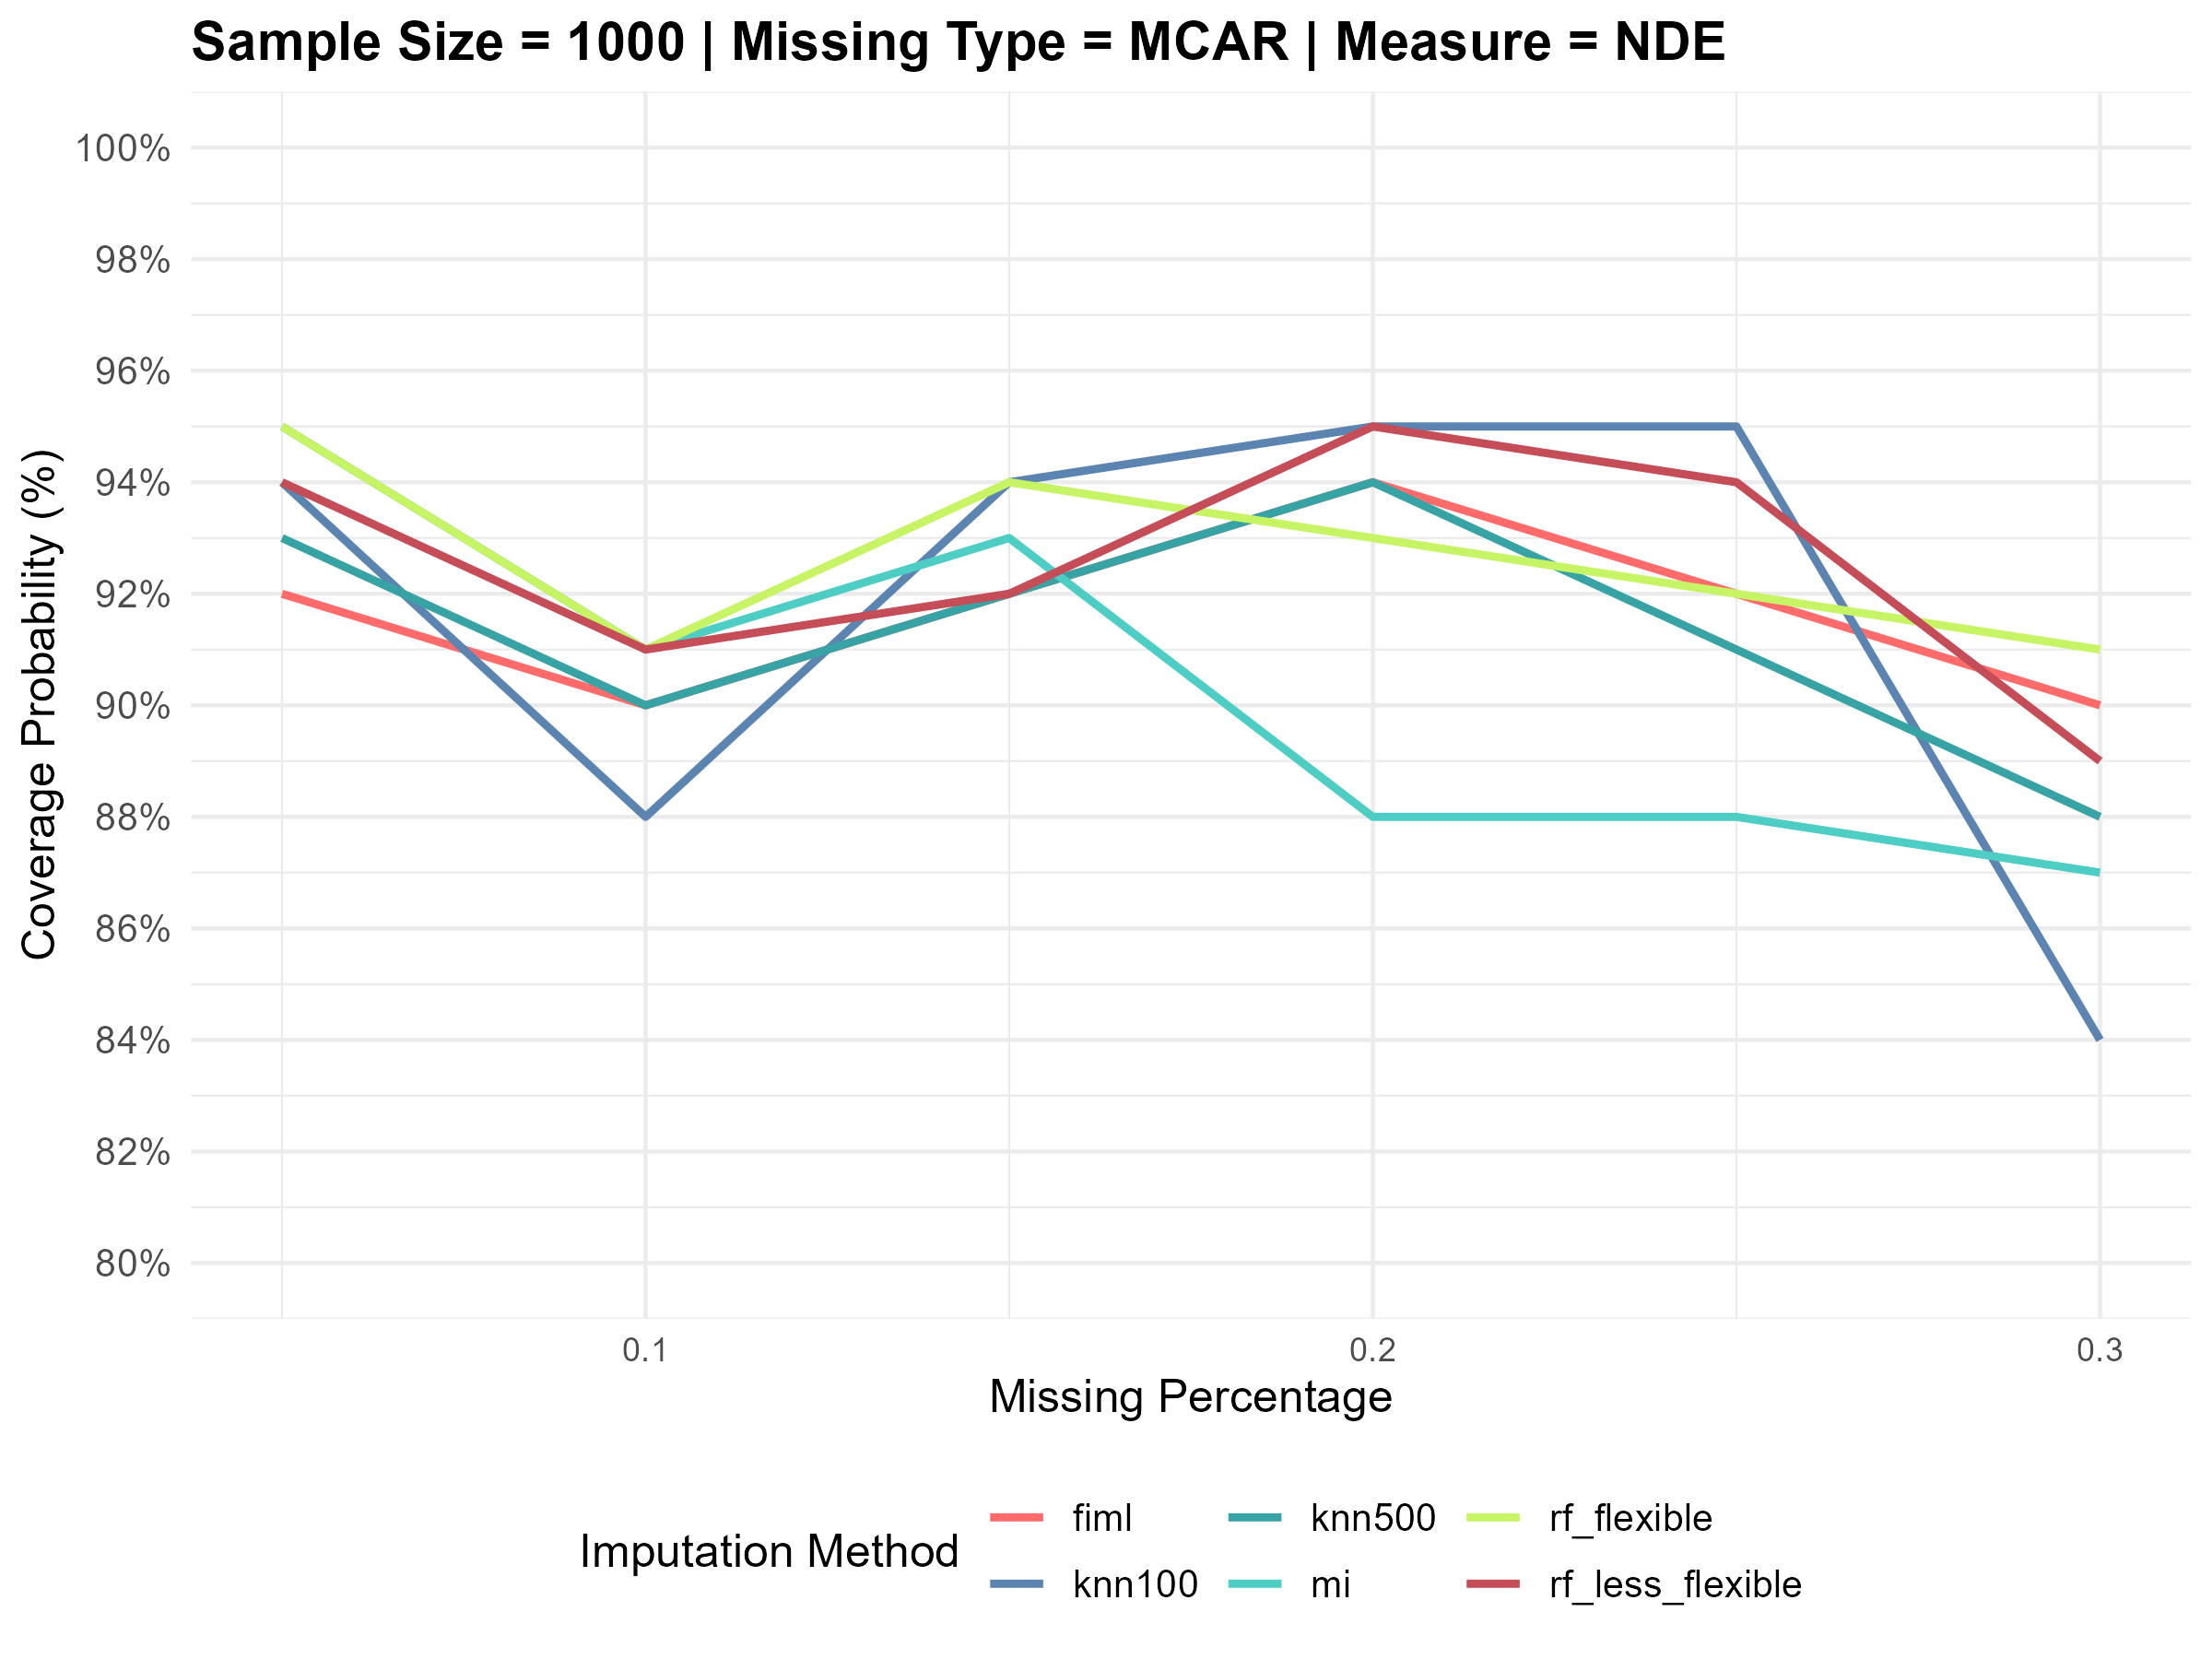 Sample Size = 1000 | Missing Type = MCAR | Measure = NDE
Coverage Probability (%)
100%
98%
96%
94%
92%
90%
88%
86%
84%
82%
80%
0.1 0.2 0.3
Missing Percentage
Imputation Method
fiml knn500 rf_flexible
knn100 mi rf_less_flexible